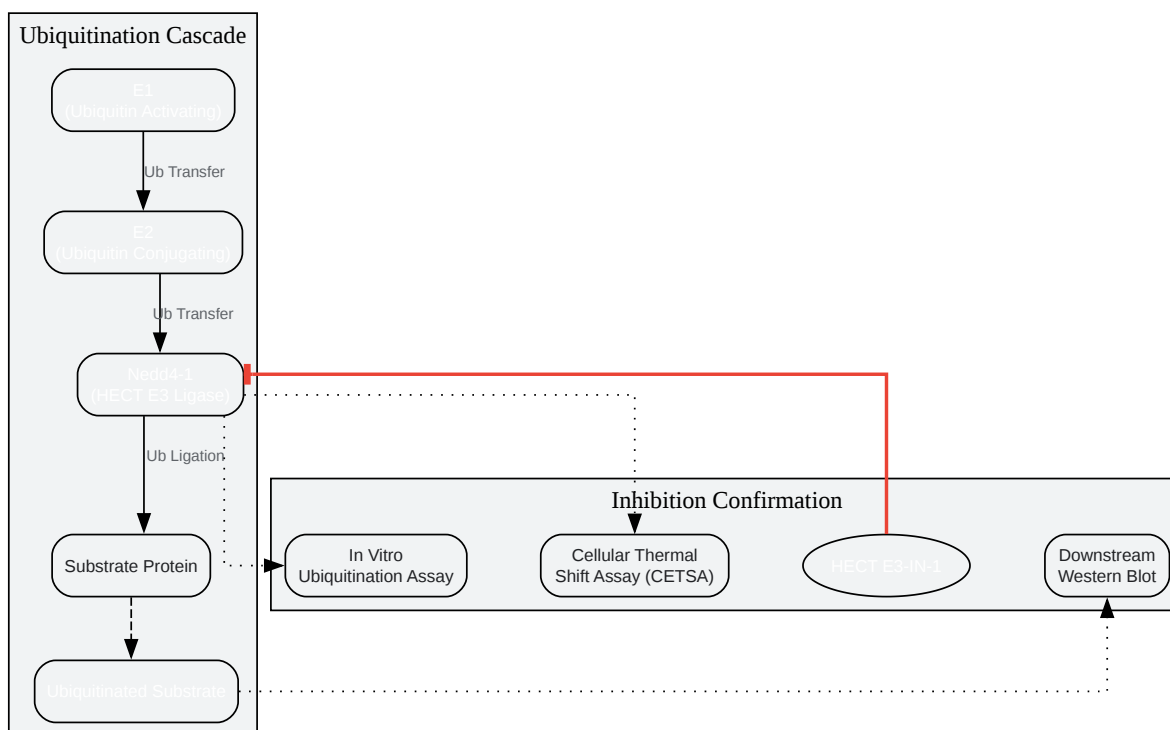 Ubiquitination Cascade
E1
(Ubiquitin Activating)
Ub Transfer
E2
(Ubiquitin Conjugating)
Ub Transfer
Nedd4-1
(HECT E3 Ligase)
Ub Ligation
Substrate Protein
Ubiquitinated Substrate
Inhibition Confirmation
In Vitro
Ubiquitination Assay
Cellular Thermal
Shift Assay (CETSA)
HECT E3-IN-1
Downstream
Western Blot